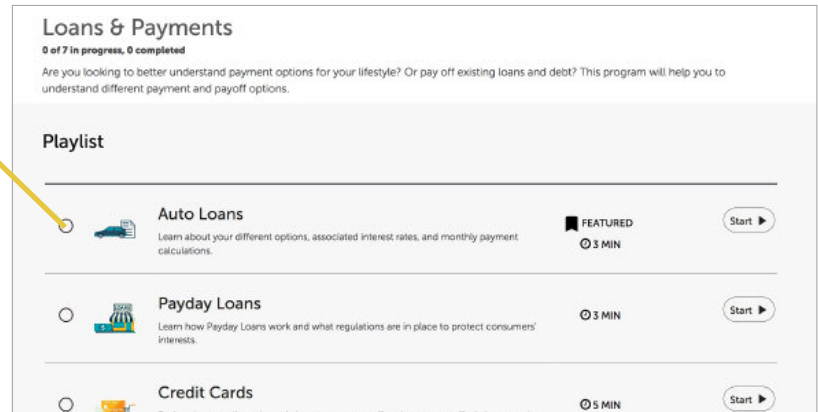 Loans & Payments
0 of 7 in progress, 0 completed
Are you looking to better understand payment options for your lifestyle? Or pay off existing loans and debt? This program will help you to
understand different payment and payoff options.
Playlist
Auto Loans
Learn about your different options, associated interest rates, and monthly payment
calculations.
FEATURED
3 MIN
Start
Payday Loans
Learn how Payday Loans work and what regulations are in place to protect consumers'
interests.
3 MIN
Start
Credit Cards
5 MIN
Start